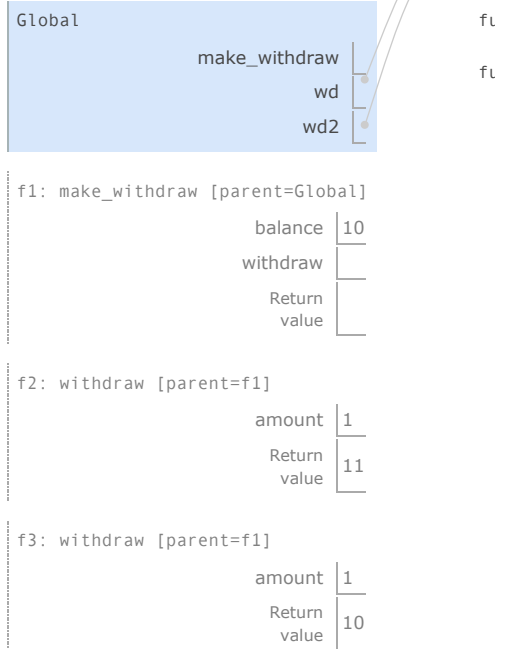 Global
make_withdraw
wd
wd2
f1: make_withdraw [parent=Global]
balance 10
withdraw
Return
value
f2: withdraw [parent=f1]
amount 1
Return
value 11
f3: withdraw [parent=f1]
amount 1
Return
value 10